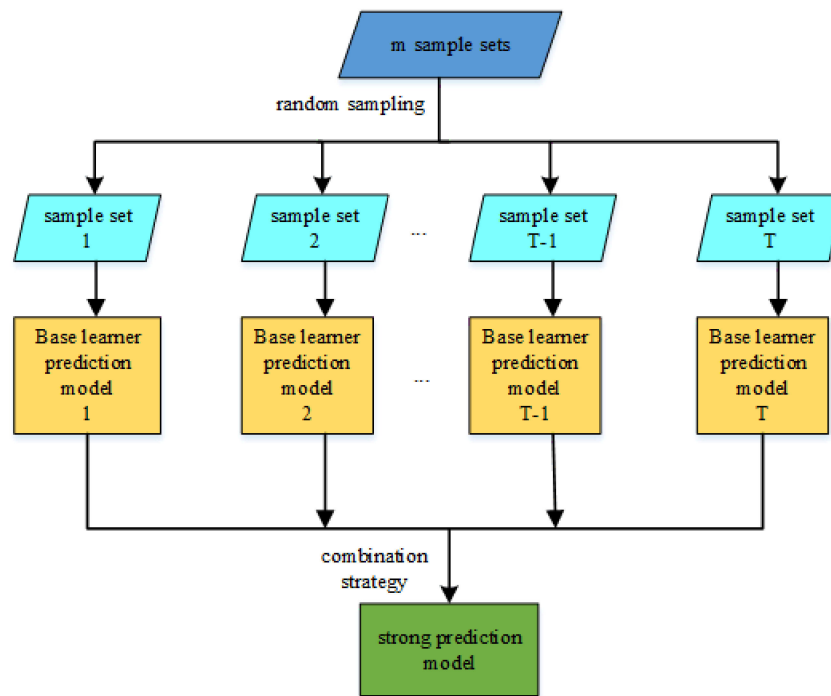 m sample sets
random sampling
sample set
1
sample set
2
...
sample set
T-1
sample set
T
Base learner
prediction
model
1
Base learner
prediction
model
2
...
Base learner
prediction
model
T-1
Base learner
prediction
model
T
combination
strategy
strong prediction
model